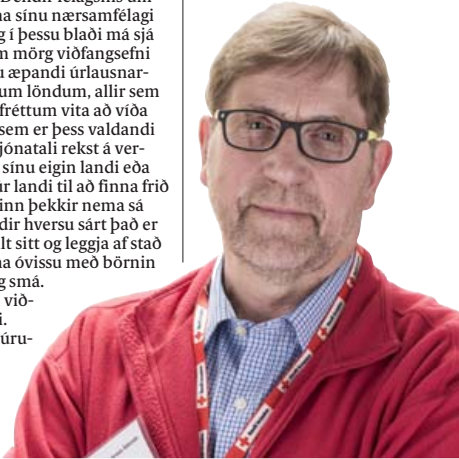 Deildir félagsins um
na sínu nærsamfélagi
g í þessu blaði má sjá
m mörg viðfangsefni
u æpandi úrlausnar-
um löndum, allir sem
fréttum vita að víða
sem er þess valdandi
jónatali rekst á ver-
sínu eigin landi eða
úr landi til að finna frið
inn þekkir nema sá
dir hversu sárt það er
lt sitt og leggja af stað
na óvissu með börnin
g smá.
við-
i.
úru-